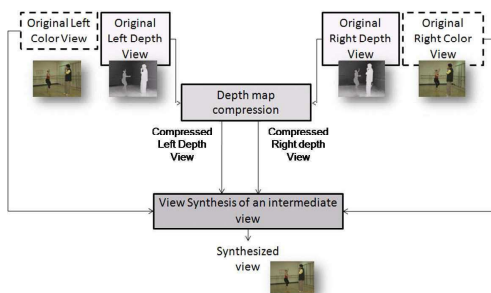 Original Left
Color View
Original
Left Depth
View
Original
Right Depth
View
Original
Right Color
View
Depth map
compression
Compressed
Left Depth
View
Compressed
Right depth
View
View Synthesis of an intermediate
view
Synthesized
view